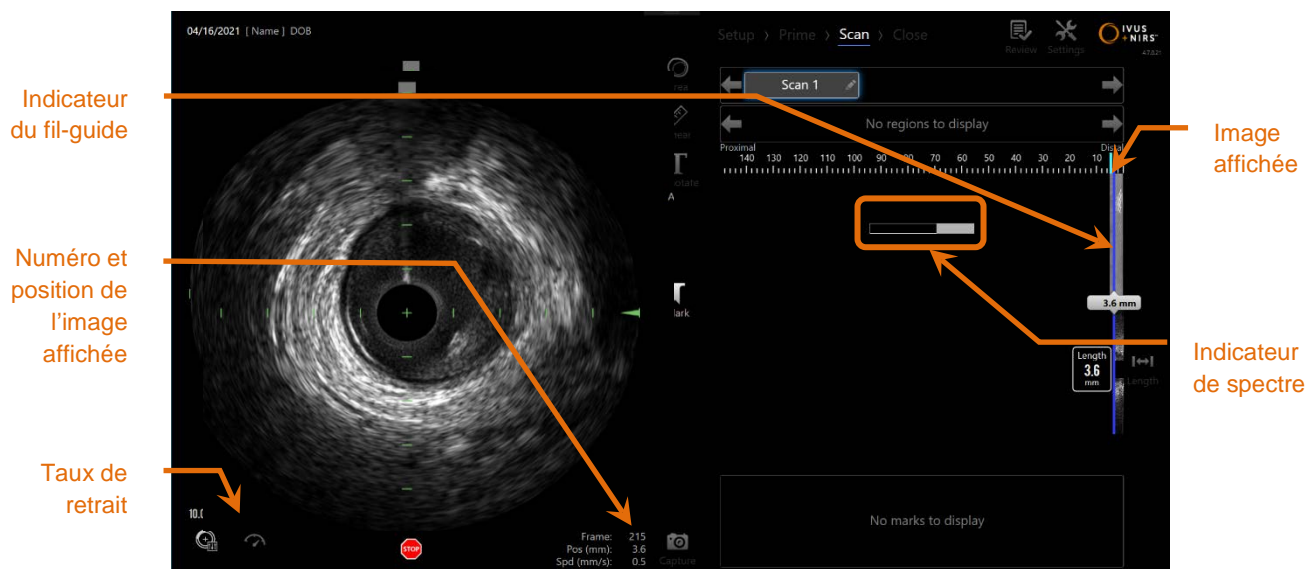 04/16/2021 [ Name ] DOB
Setup > Prime > Scan > Close
Review
Settings
IVUS
+NIRS™
Scan 1
No regions to display
Proximal
140 130 120 110 100 90 80 70 60 50 40 30 20 10
Indicateur
du fil-guide
Image
affichée
Numéro et
position de
l'image
affichée
3.6 mm
Length
3.6
mm
Length
Indicateur
de spectre
Taux de
retrait
STOP
Frame: 215
Pos (mm): 3.6
Spd (mm/s): 0.5
Capture
No marks to display